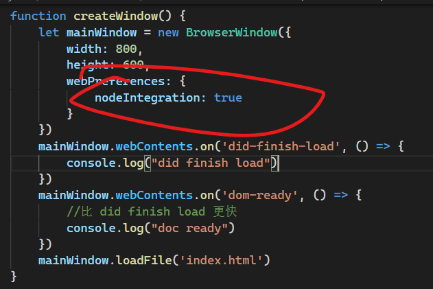 function createWindow() {
let mainWindow = new BrowserWindow({
width: 800,
height: 600,
webPreferences: {
nodeIntegration: true
}
})
mainWindow.webContents.on('did-finish-load', () => {
console.log("did finish load")
})
mainWindow.webContents.on('dom-ready', () => {
//比 did finish load 更快
console.log("doc ready")
})
mainWindow.loadFile('index.html')
}